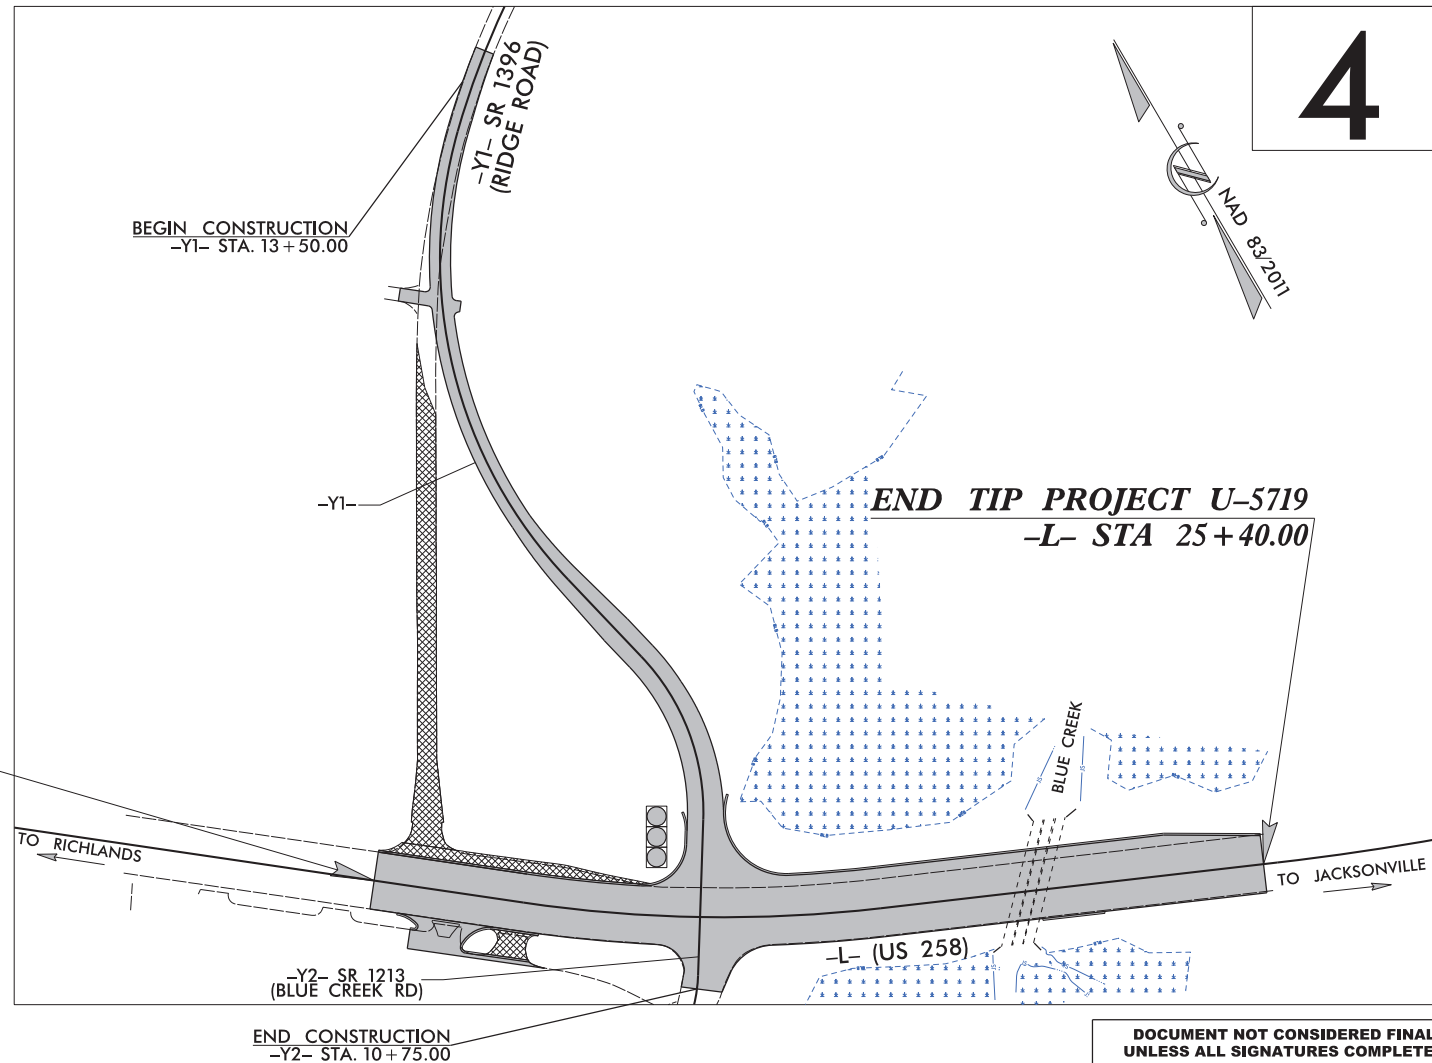 4
-Y1- SR 1396
(RIDGE ROAD)
NAD 83/2011
BEGIN CONSTRUCTION
-Y1- STA. 13+50.00
-Y1-
END TIP PROJECT U-5719
-L- STA 25+40.00
BLUE CREEK
TO RICHLANDS
TO JACKSONVILLE
-L- (US 258)
-Y2- SR 1213
(BLUE CREEK RD)
END CONSTRUCTION
-Y2- STA. 10+75.00
DOCUMENT NOT CONSIDERED FINAL
UNLESS ALL SIGNATURES COMPLETE